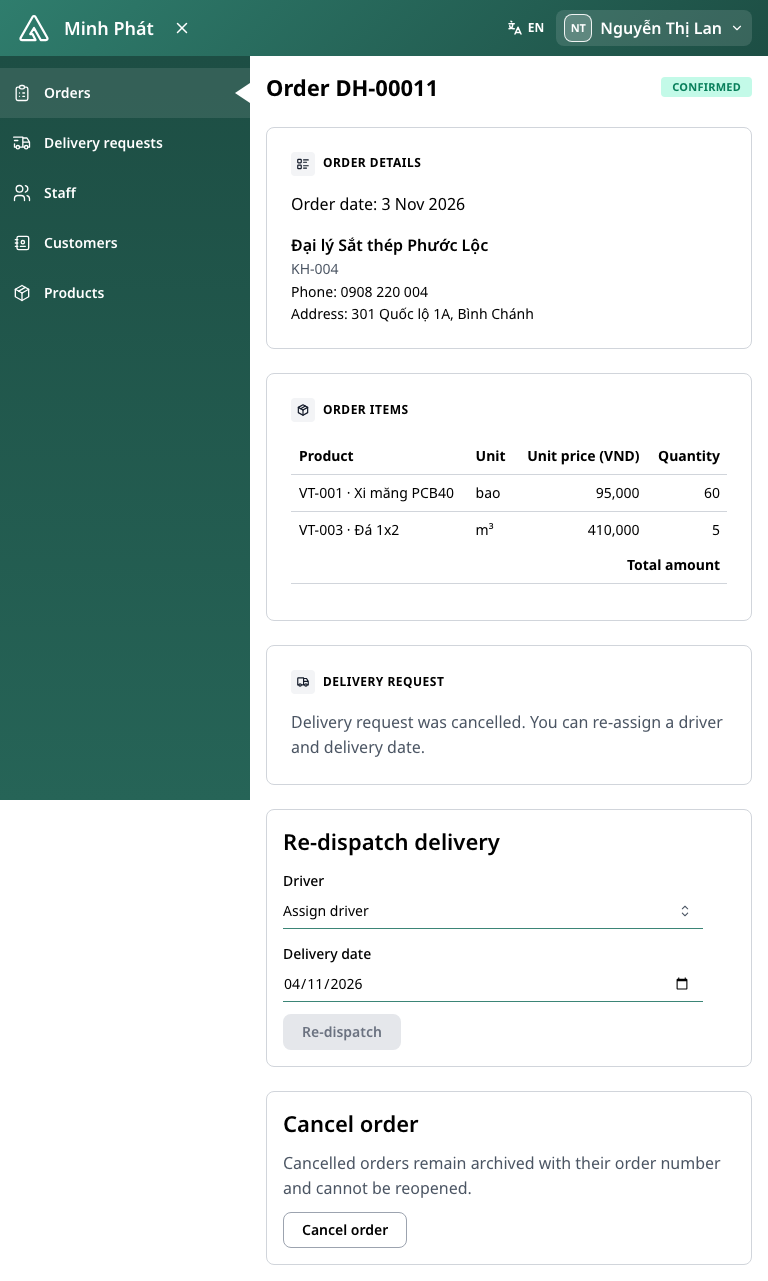 Minh Phát
EN
NT
Nguyễn Thị Lan
Orders
Delivery requests
Staff
Customers
Products
Order DH-00011
CONFIRMED
ORDER DETAILS
Order date: 3 Nov 2026
Đại lý Sắt thép Phước Lộc
KH-004
Phone: 0908 220 004
Address: 301 Quốc lộ 1A, Bình Chánh
ORDER ITEMS
Product Unit Unit price (VND) Quantity
VT-001 · Xi măng PCB40 bao 95,000 60
VT-003 · Đá 1x2 m³ 410,000 5
Total amount
DELIVERY REQUEST
Delivery request was cancelled. You can re-assign a driver
and delivery date.
Re-dispatch delivery
Driver
Assign driver
Delivery date
04/11/2026
Re-dispatch
Cancel order
Cancelled orders remain archived with their order number
and cannot be reopened.
Cancel order